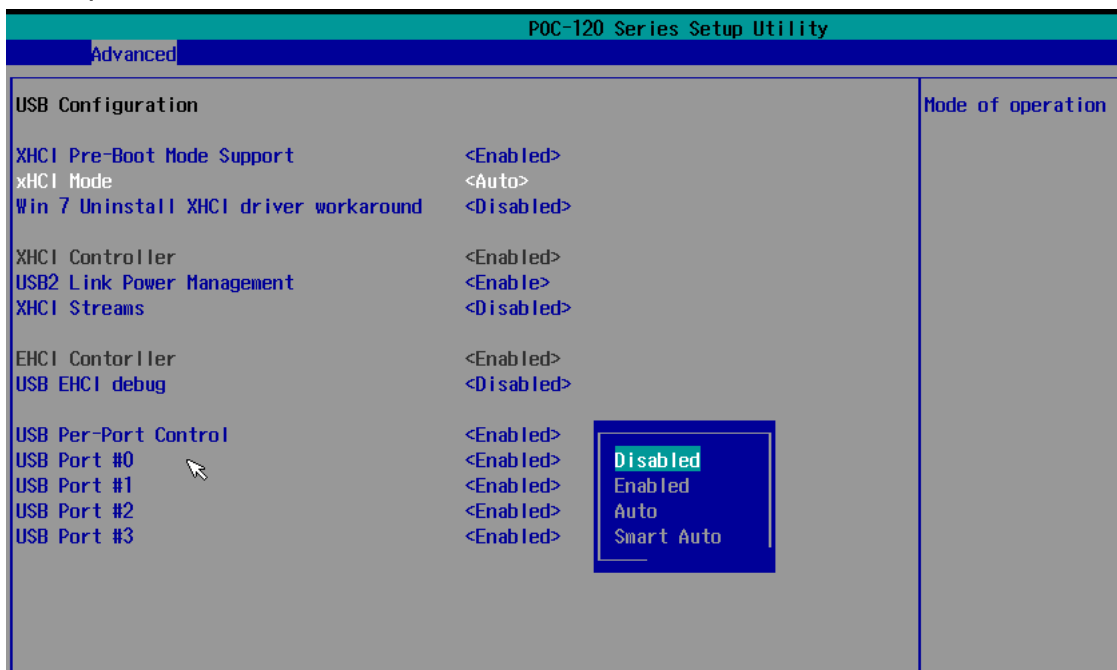 POC-120 Series Setup Utility
Advanced
USB Configuration
Mode of operation
XHCI Pre-Boot Mode Support <Enabled>
xHCI Mode <Auto>
Win 7 Uninstall XHCI driver workaround <Disabled>
XHCI Controller <Enabled>
USB2 Link Power Management <Enable>
XHCI Streams <Disabled>
EHCI Contorller <Enabled>
USB EHCI debug <Disabled>
USB Per-Port Control <Enabled>
USB Port #0 <Enabled>
USB Port #1 <Enabled>
USB Port #2 <Enabled>
USB Port #3 <Enabled>
Disabled
Enabled
Auto
Smart Auto